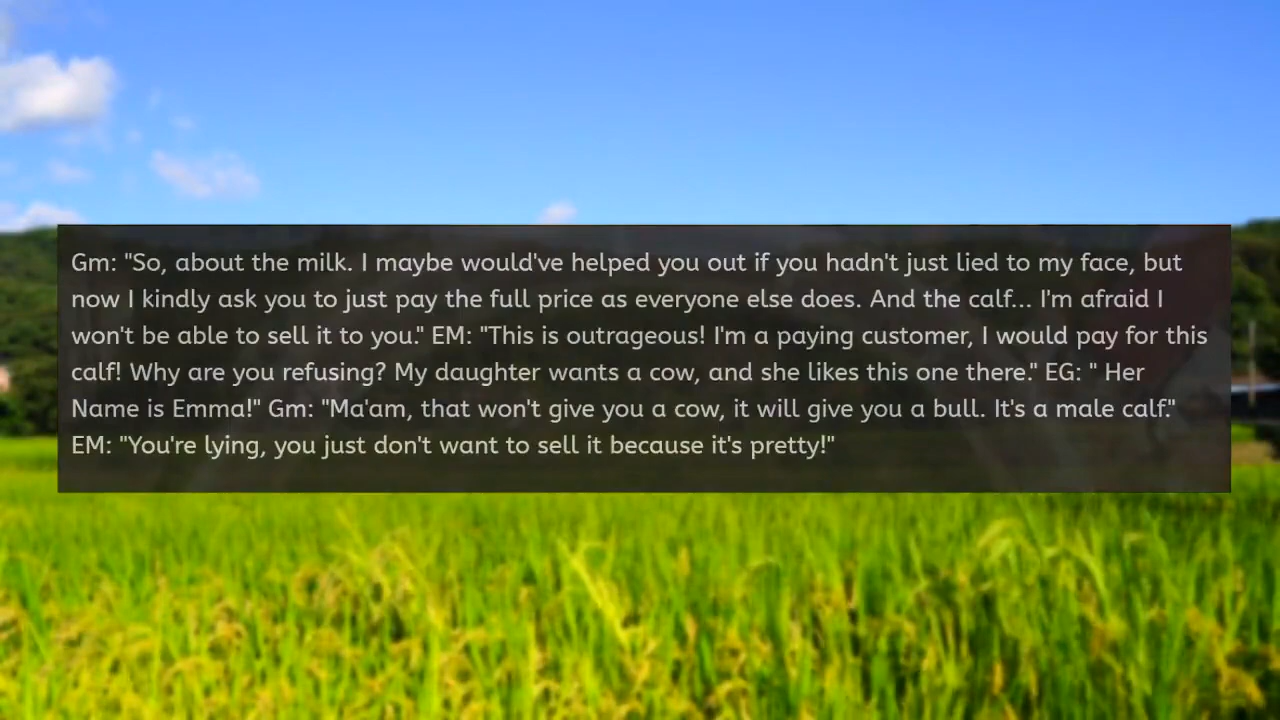 Gm: "So, about the milk. I maybe would've helped you out if you hadn't just lied to my face, but
now I kindly ask you to just pay the full price as everyone else does. And the calf... I'm afraid I
won't be able to sell it to you." EM: "This is outrageous! I'm a paying customer, I would pay for this
calf! Why are you refusing? My daughter wants a cow, and she likes this one there." EG: " Her
Name is Emma!" Gm: "Ma'am, that won't give you a cow, it will give you a bull. It's a male calf."
EM: "You're lying, you just don't want to sell it because it's pretty!"